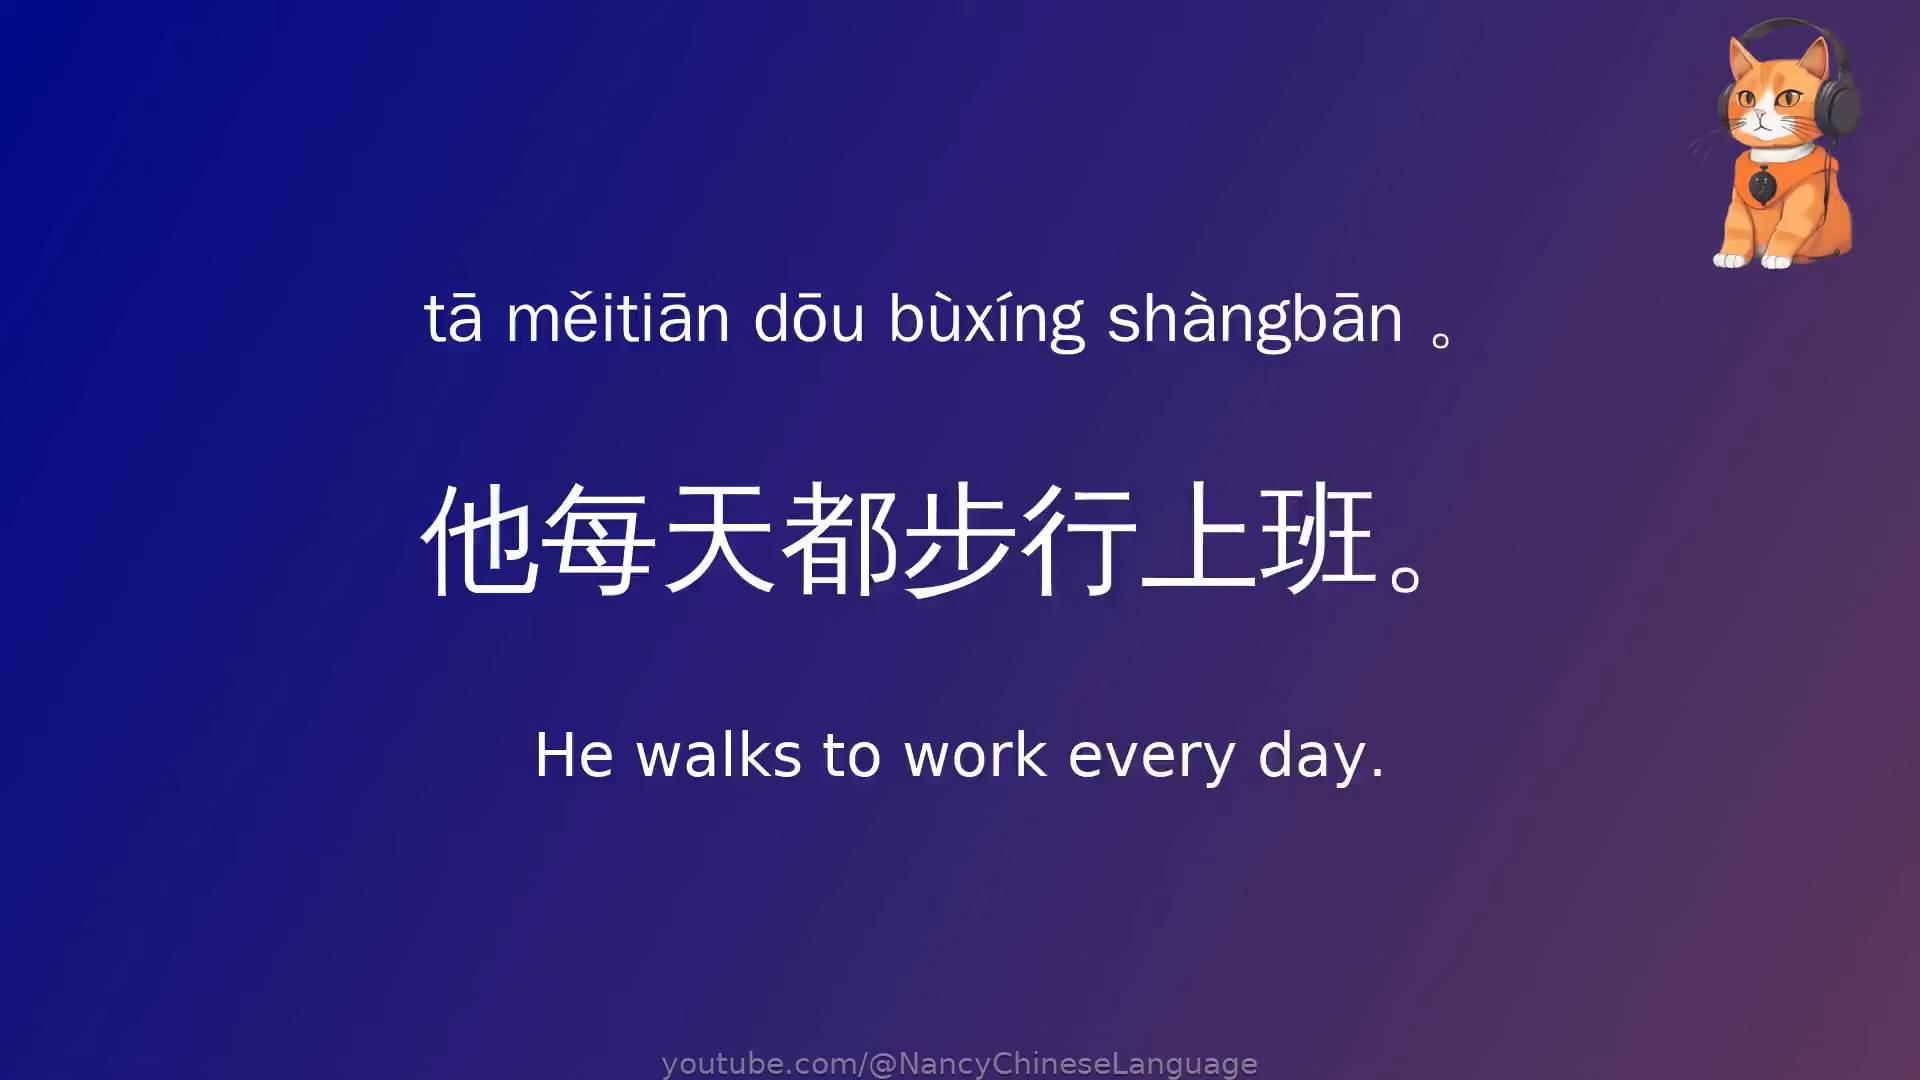 tā měitiān dōu bùxíng shàngbān 。
他每天都步行上班。
He walks to work every day.
youtube.com/@NancyChineseLanguage